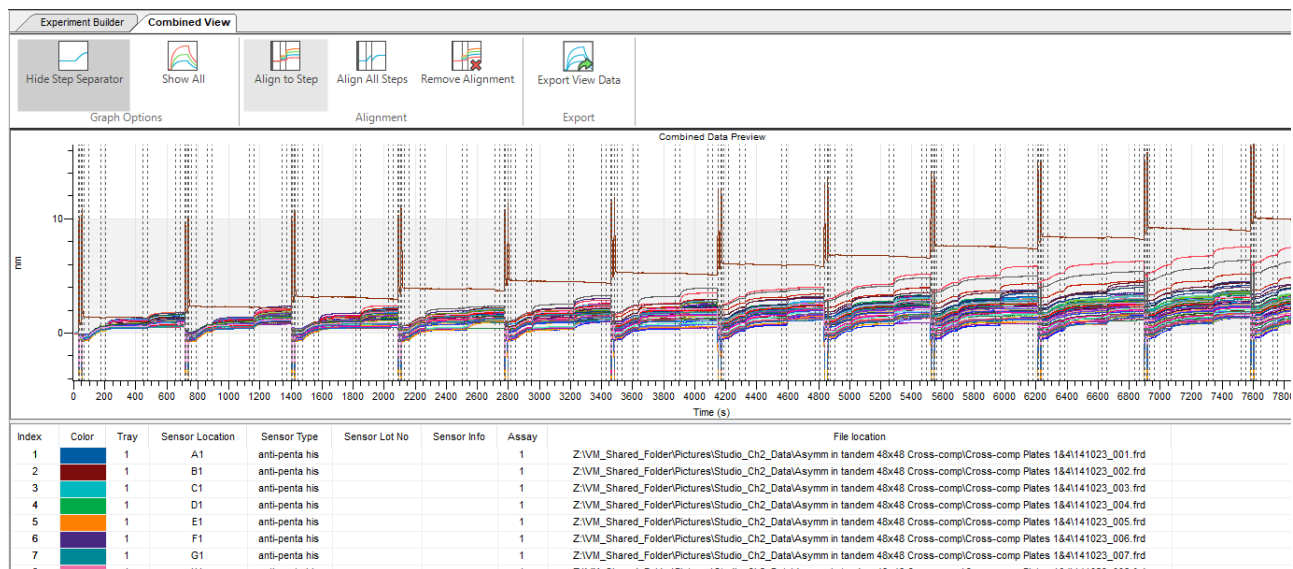 Experiment Builder Combined View
Hide Step Separator Show All Align to Step Align All Steps Remove Alignment Export View Data
Graph Options Alignment Export
Combined Data Preview
10
nm
0
0 200 400 600 800 1000 1200 1400 1600 1800 2000 2200 2400 2600 2800 3000 3200 3400 3600 3800 4000 4200 4400 4600 4800 5000 5200 5400 5600 5800 6000 6200 6400 6600 6800 7000 7200 7400 7600 7800
Time (s)
Index Color Tray Sensor Location Sensor Type Sensor Lot No Sensor Info Assay File location
1 1 A1 anti-penta his 1 Z:\VM_Shared_Folder\Pictures\Studio_Ch2_Data\Asymm in tandem 48x48 Cross-comp\Cross-comp Plates 1&4\141023_001.frd
2 1 B1 anti-penta his 1 Z:\VM_Shared_Folder\Pictures\Studio_Ch2_Data\Asymm in tandem 48x48 Cross-comp\Cross-comp Plates 1&4\141023_002.frd
3 1 C1 anti-penta his 1 Z:\VM_Shared_Folder\Pictures\Studio_Ch2_Data\Asymm in tandem 48x48 Cross-comp\Cross-comp Plates 1&4\141023_003.frd
4 1 D1 anti-penta his 1 Z:\VM_Shared_Folder\Pictures\Studio_Ch2_Data\Asymm in tandem 48x48 Cross-comp\Cross-comp Plates 1&4\141023_004.frd
5 1 E1 anti-penta his 1 Z:\VM_Shared_Folder\Pictures\Studio_Ch2_Data\Asymm in tandem 48x48 Cross-comp\Cross-comp Plates 1&4\141023_005.frd
6 1 F1 anti-penta his 1 Z:\VM_Shared_Folder\Pictures\Studio_Ch2_Data\Asymm in tandem 48x48 Cross-comp\Cross-comp Plates 1&4\141023_006.frd
7 1 G1 anti-penta his 1 Z:\VM_Shared_Folder\Pictures\Studio_Ch2_Data\Asymm in tandem 48x48 Cross-comp\Cross-comp Plates 1&4\141023_007.frd